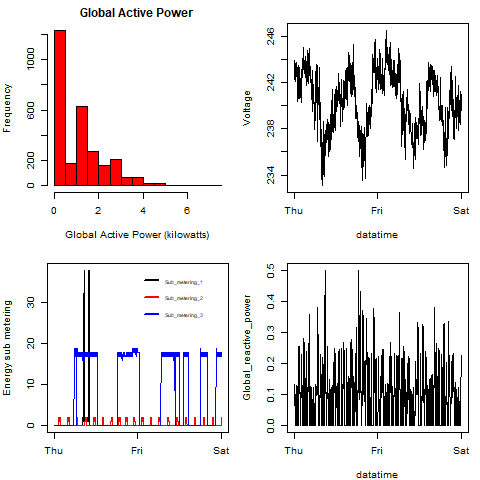 Global Active Power
Frequency
0 200 600 1000
0 2 4 6
Global Active Power (kilowatts)
Voltage
234 238 242 246
Thu Fri Sat
datatime
Energy sub metering
0 10 20 30
Sub_metering_1
Sub_metering_2
Sub_metering_3
Thu Fri Sat
Global_reactive_power
0.0 0.1 0.2 0.3 0.4 0.5
Thu Fri Sat
datatime